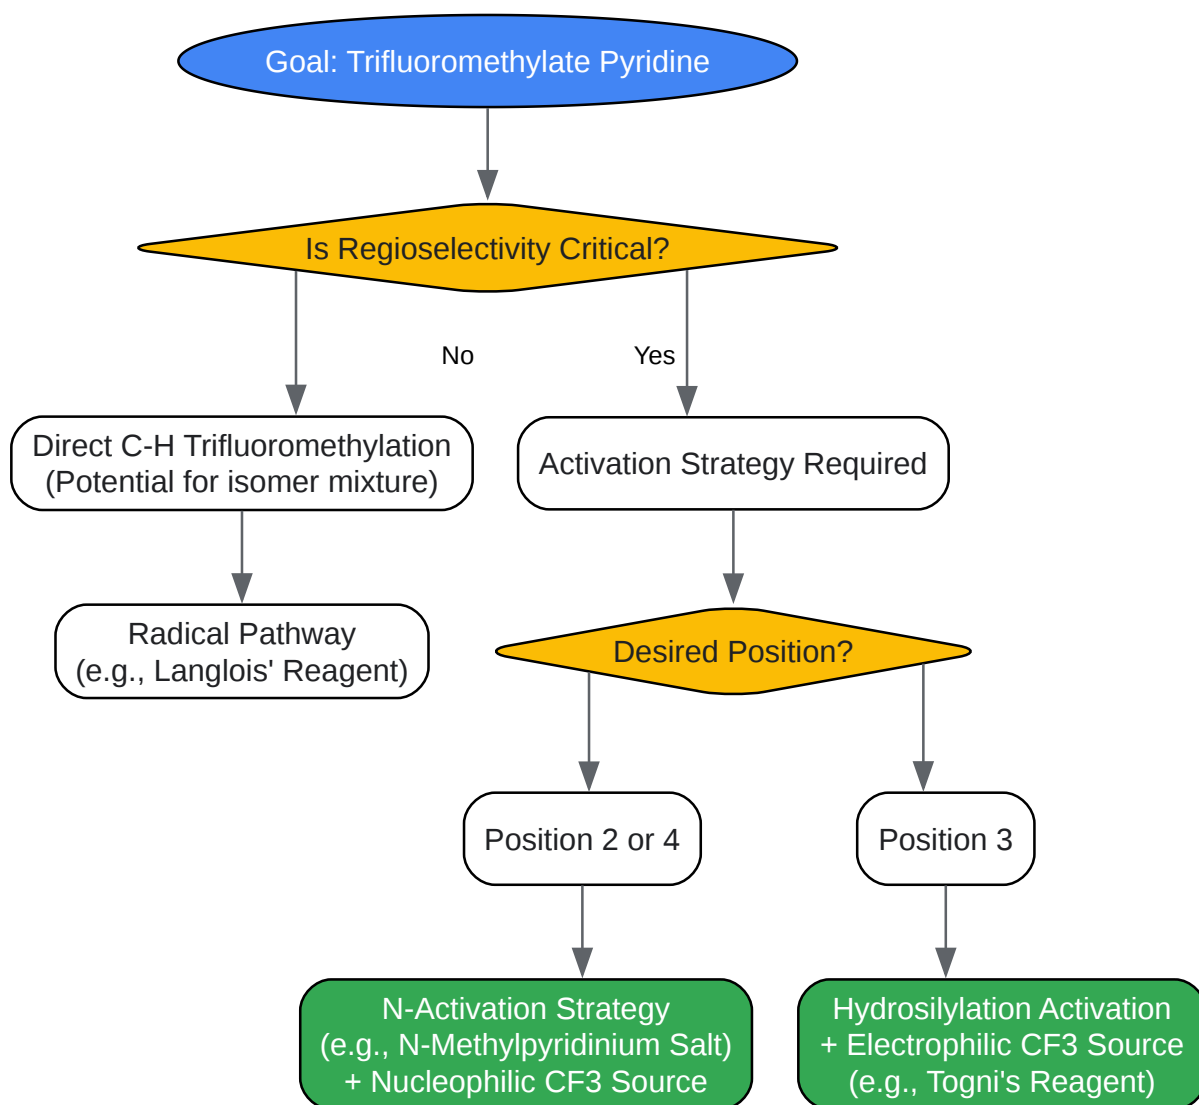 Goal: Trifluoromethylate Pyridine
Is Regioselectivity Critical?
No
Yes
Direct C-H Trifluoromethylation
(Potential for isomer mixture)
Activation Strategy Required
Radical Pathway
(e.g., Langlois' Reagent)
Desired Position?
Position 2 or 4
Position 3
N-Activation Strategy
(e.g., N-Methylpyridinium Salt)
+ Nucleophilic CF3 Source
Hydrosilylation Activation
+ Electrophilic CF3 Source
(e.g., Togni's Reagent)